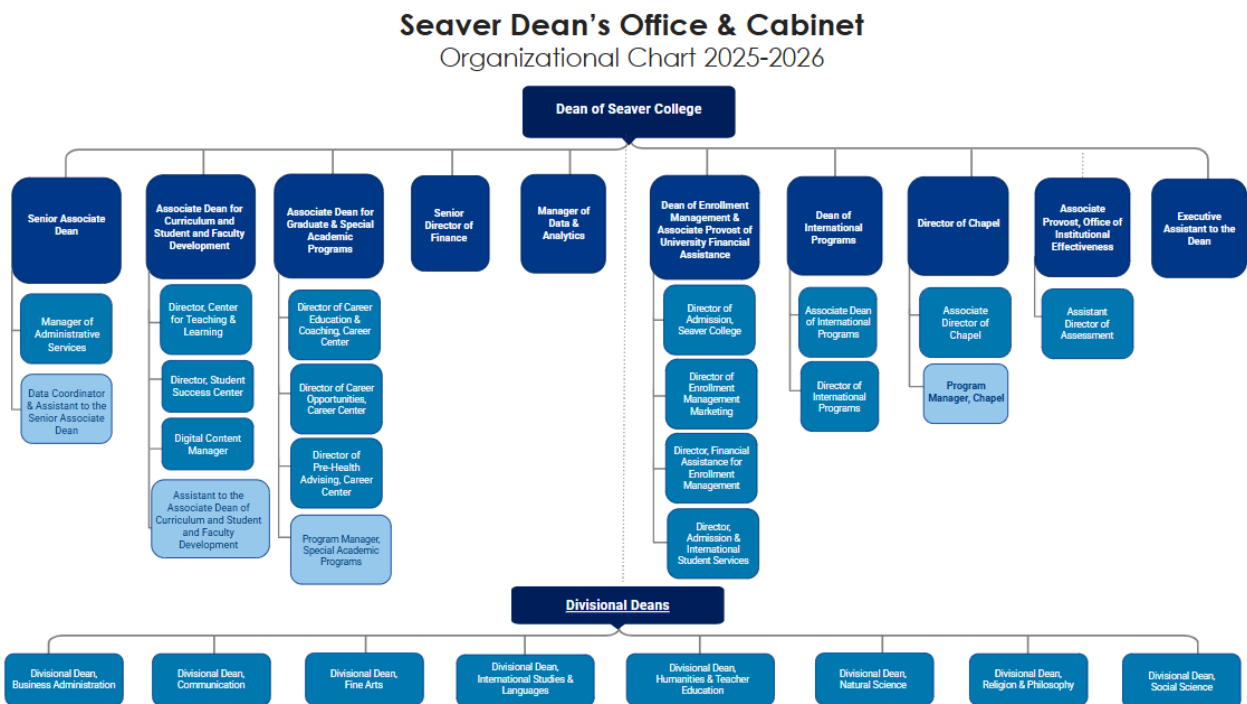 Seaver Dean's Office & Cabinet
Organizational Chart 2025-2026
Dean of Seaver College
Senior Associate
Dean
Associate Dean for
Curriculum and
Student and Faculty
Development
Associate Dean for
Graduate & Special
Academic
Programs
Senior
Director of
Finance
Manager of
Data &
Analytics
Dean of Enrollment
Management &
Associate Provost of
University Financial
Assistance
Dean of
International
Programs
Director of Chapel
Associate
Provost, Office of
Institutional
Effectiveness
Executive
Assistant to the
Dean
Manager of
Administrative
Services
Data Coordinator
& Assistant to the
Senior Associate
Dean
Director, Center
for Teaching &
Learning
Director, Student
Success Center
Digital Content
Manager
Assistant to the
Associate Dean of
Curriculum and Student
and Faculty
Development
Director of Career
Education &
Coaching, Career
Center
Director of Career
Opportunities,
Career Center
Director of
Pre-Health
Advising, Career
Center
Program Manager,
Special Academic
Programs
Director of
Admission,
Seaver College
Director of
Enrollment
Management
Marketing
Director, Financial
Assistance for
Enrollment
Management
Director,
Admission &
International
Student Services
Associate Dean
of International
Programs
Director of
International
Programs
Associate
Director of
Chapel
Program
Manager, Chapel
Assistant
Director of
Assessment
Divisional Deans
Divisional Dean,
Business Administration
Divisional Dean,
Communication
Divisional Dean,
Fine Arts
Divisional Dean,
International Studies &
Languages
Divisional Dean,
Humanities & Teacher
Education
Divisional Dean,
Natural Science
Divisional Dean,
Religion & Philosophy
Divisional Dean,
Social Science